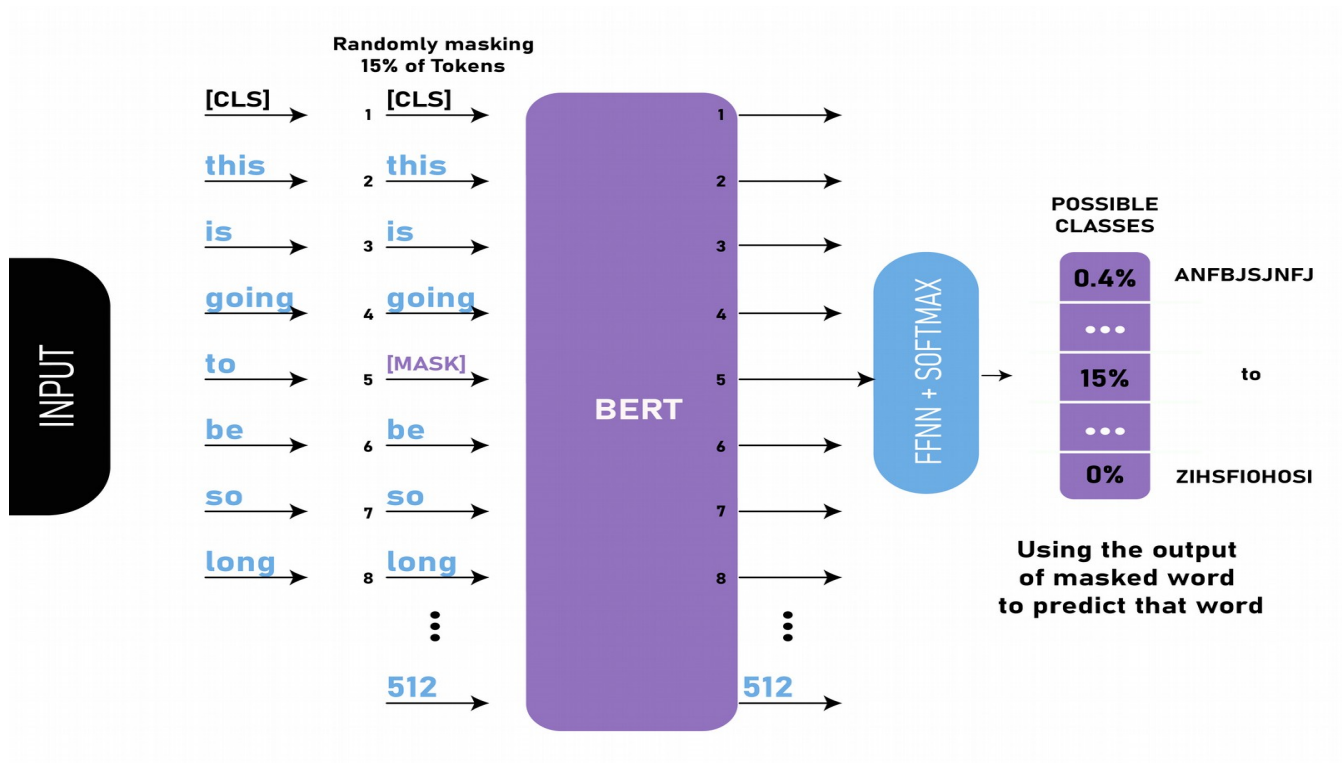 Randomly masking
15% of Tokens
[CLS] 1 [CLS] 1
this 2 this 2
is 3 is 3
going 4 going 4
to 5 [MASK] 5
be 6 be 6
so 7 so 7
long 8 long 8
512 512
INPUT
BERT
FFNN + SOFTMAX
POSSIBLE
CLASSES
0.4% ANFBJSJNFJ
...
15% to
...
0% ZIHSFIOHOSI
Using the output
of masked word
to predict that word